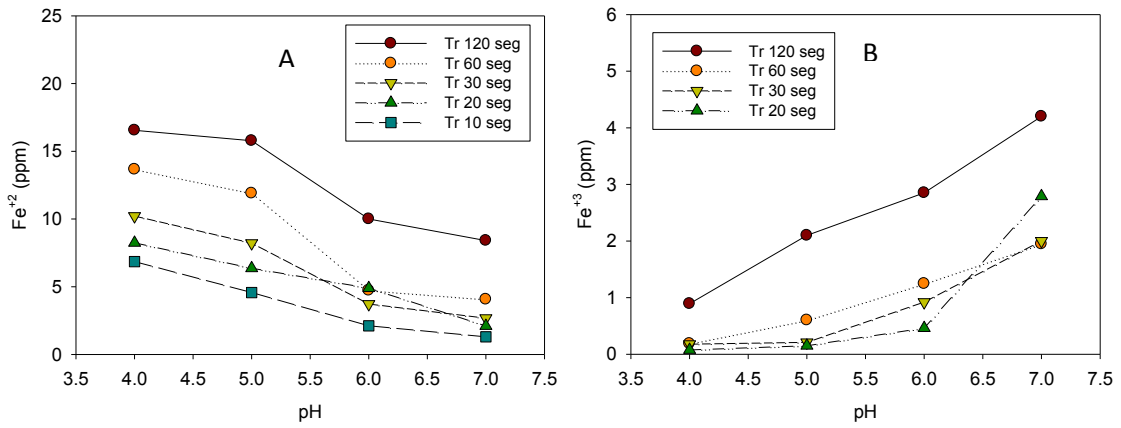 A
Tr 120 seg
Tr 60 seg
Tr 30 seg
Tr 20 seg
Tr 10 seg
Fe+2 (ppm)
25
20
15
10
5
0
3.5 4.0 4.5 5.0 5.5 6.0 6.5 7.0 7.5
pH
B
Tr 120 seg
Tr 60 seg
Tr 30 seg
Tr 20 seg
Fe+3 (ppm)
6
5
4
3
2
1
0
3.5 4.0 4.5 5.0 5.5 6.0 6.5 7.0 7.5
pH